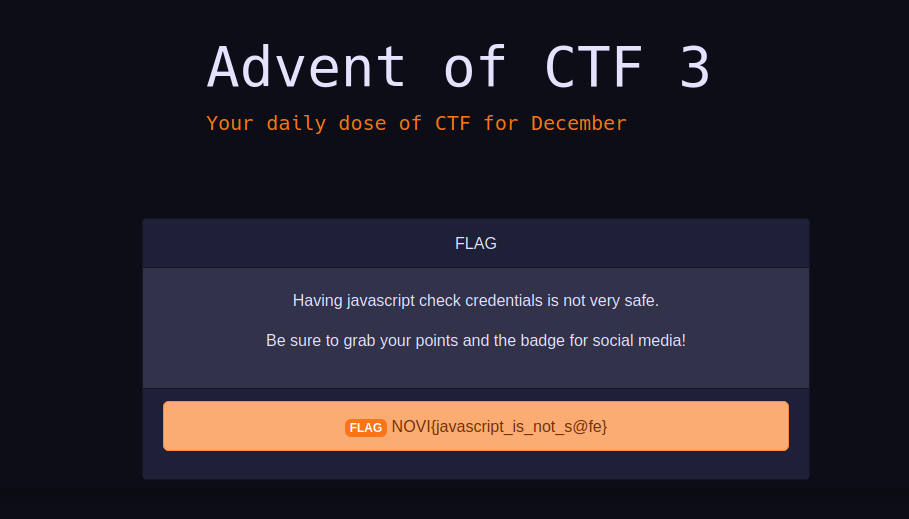 Advent of CTF 3
Your daily dose of CTF for December
FLAG
Having javascript check credentials is not very safe.
Be sure to grab your points and the badge for social media!
FLAG NOVI{javascript_is_not_s@fe}